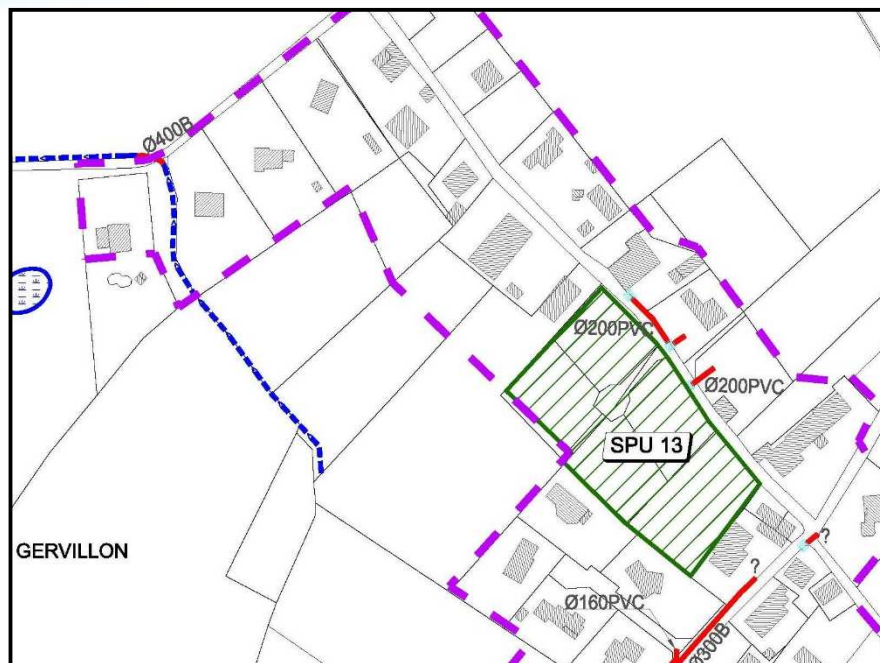 Ø400B
Ø200PVC
Ø200PVC
SPU 13
GERVILLON
?
?
Ø160PVC
Ø300B